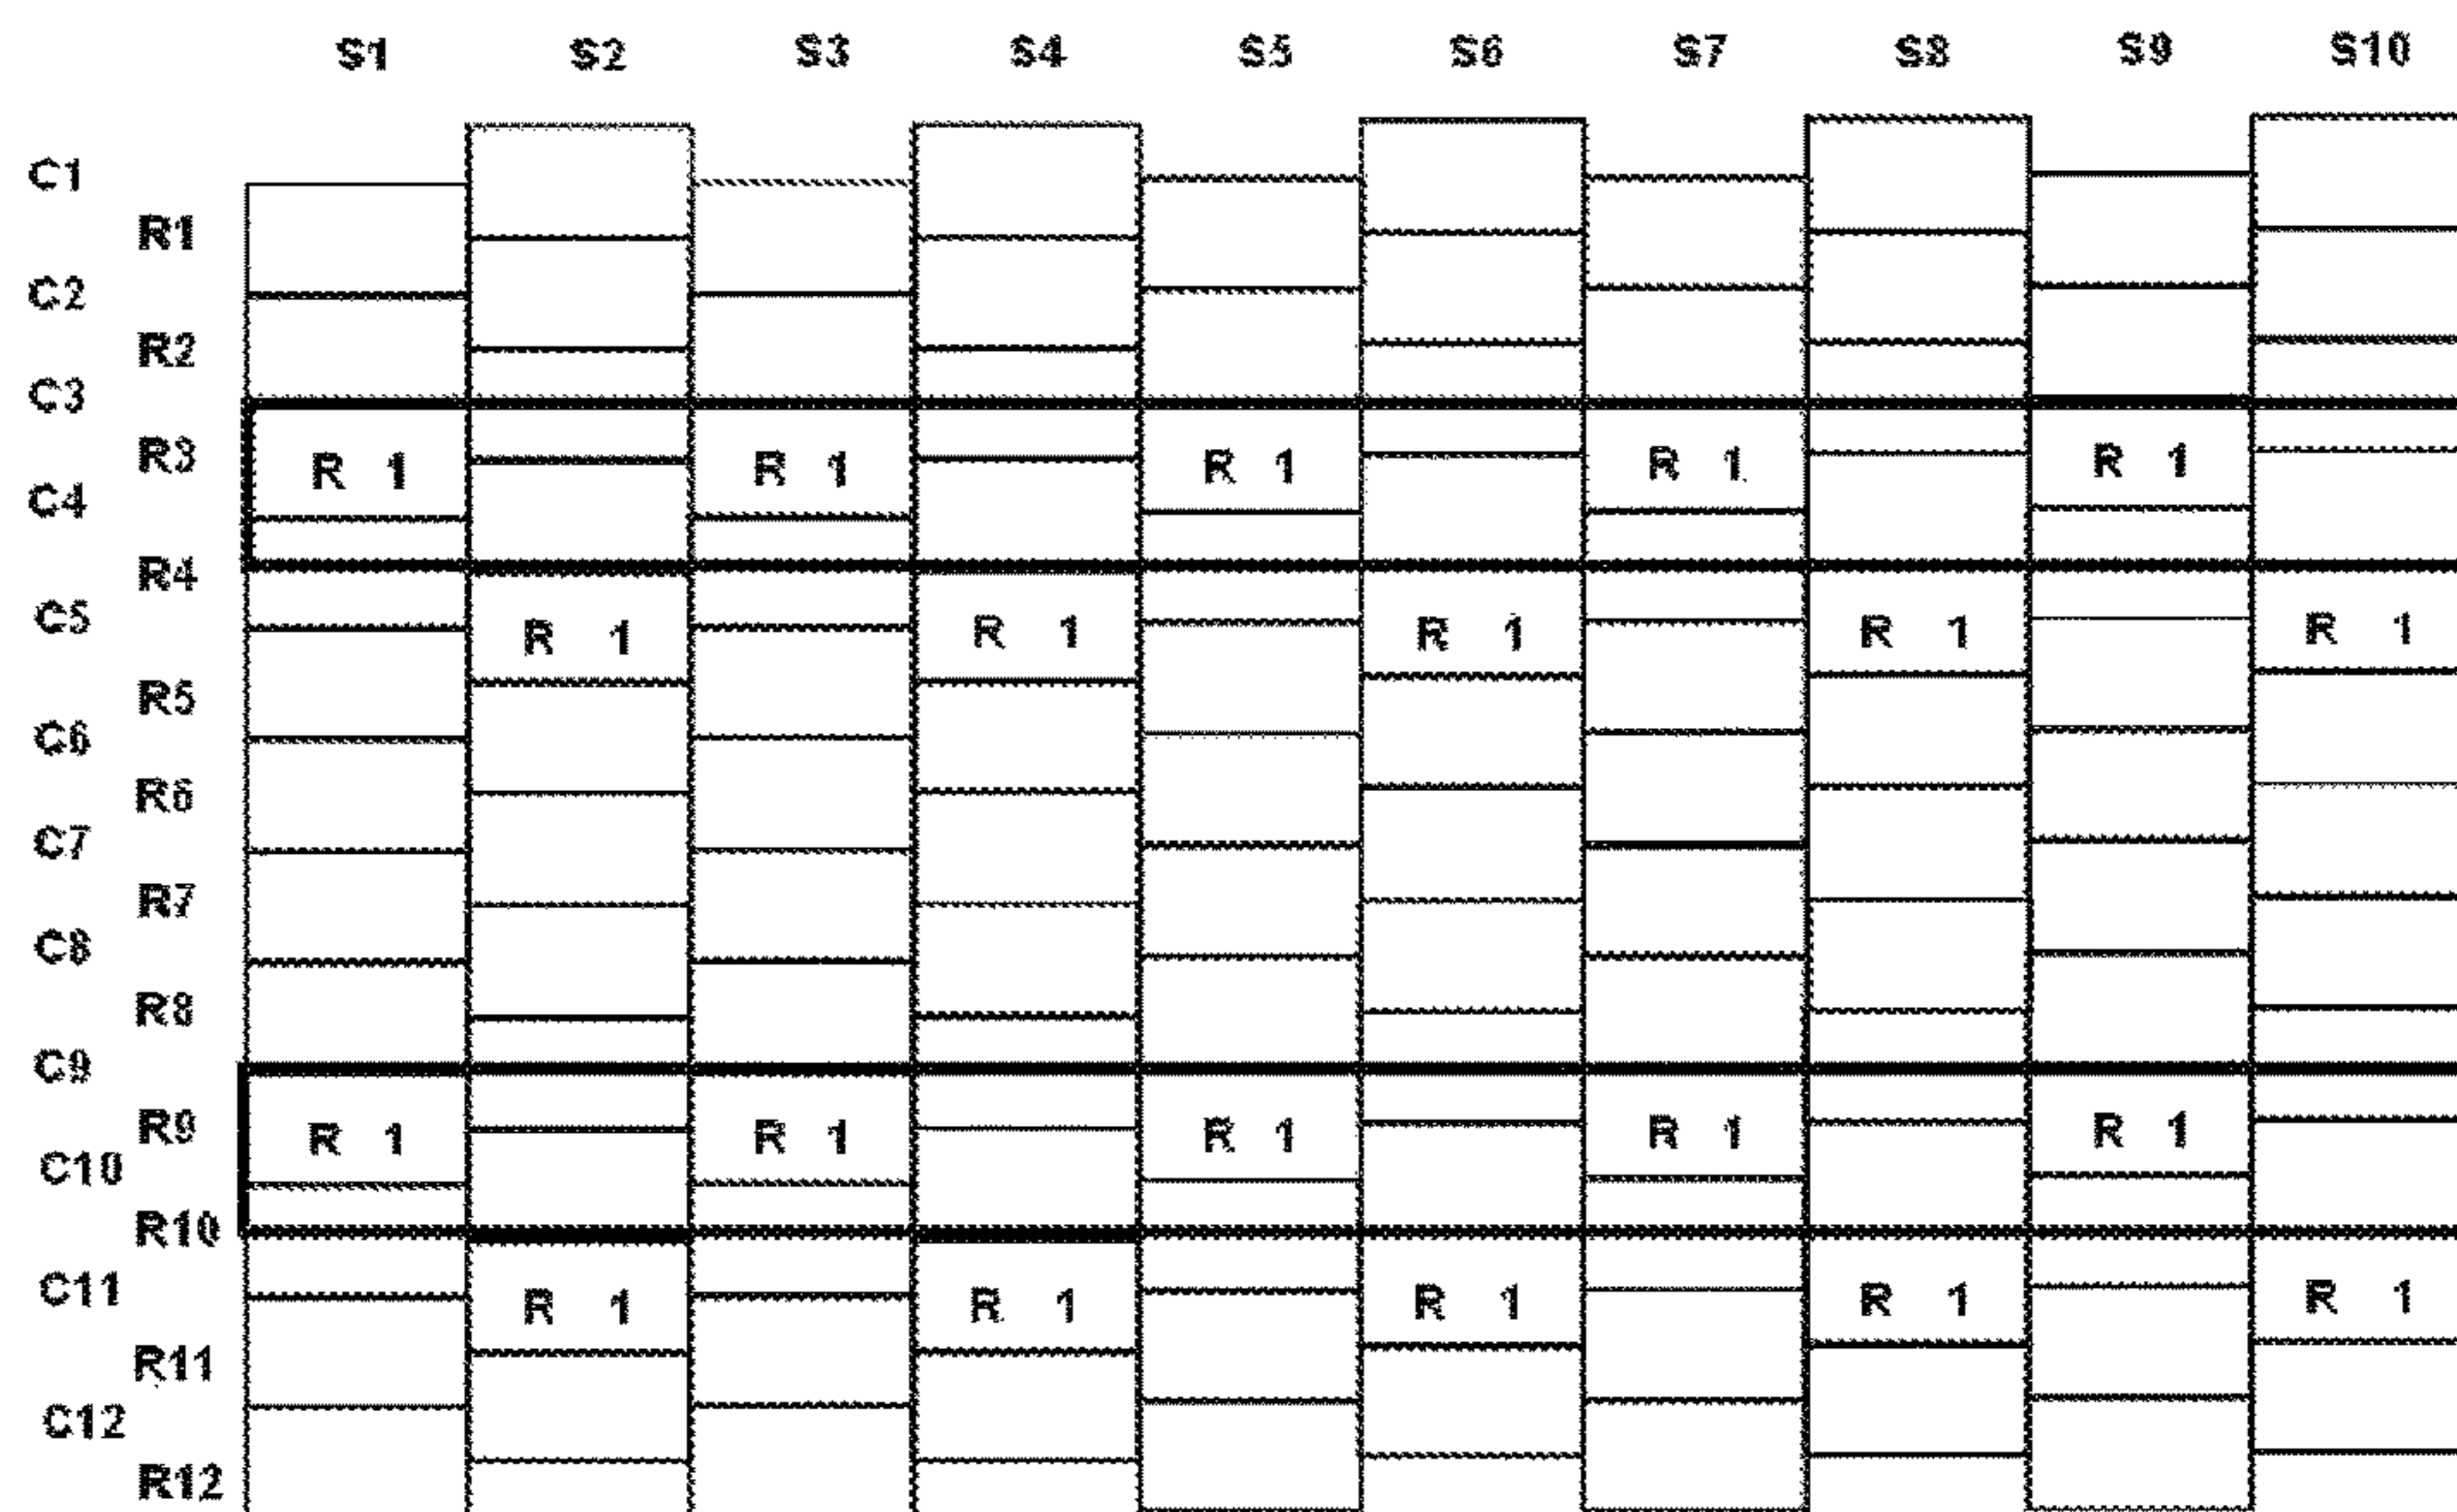 S1 S2 S3 S4 S5 S6 S7 S8 S9 S10
C1
R1
C2
R2
C3
R3 R 1 R 1 R 1 R 1 R 1
C4
R4
C5 R 1 R 1 R 1 R 1 R 1
R5
C6
R6
C7
R7
C8
R8
C9
R9 R 1 R 1 R 1 R 1 R 1
C10
R10
C11 R 1 R 1 R 1 R 1 R 1
R11
C12
R12